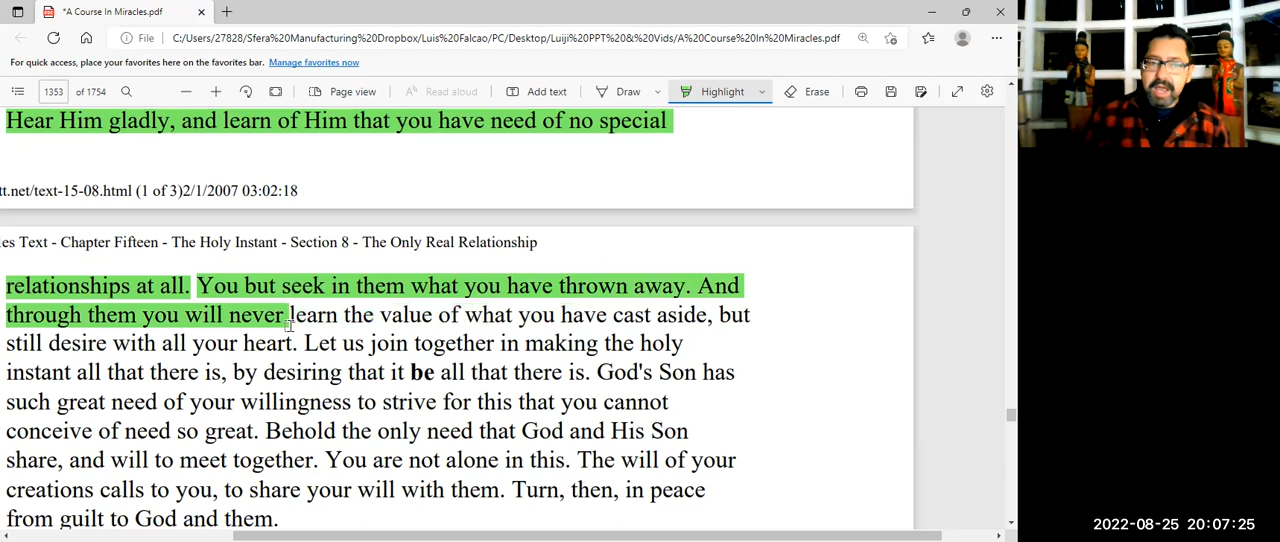 *A Course In Miracles.pdf
File
C:/Users/27828/Sfera%20Manufacturing%20Dropbox/Luis%20Falcao/PC/Desktop/Luiji%20PPT%20&%20Vids/A%20Course%20In%20Miracles.pdf
For quick access, place your favorites here on the favorites bar. Manage favorites now
1353 of 1754 Page view Read aloud Add text Draw Highlight Erase
Hear Him gladly, and learn of Him that you have need of no special
tt.net/text-15-08.html (1 of 3)2/1/2007 03:02:18
les Text - Chapter Fifteen - The Holy Instant - Section 8 - The Only Real Relationship
relationships at all. You but seek in them what you have thrown away. And
through them you will never learn the value of what you have cast aside, but
still desire with all your heart. Let us join together in making the holy
instant all that there is, by desiring that it be all that there is. God's Son has
such great need of your willingness to strive for this that you cannot
conceive of need so great. Behold the only need that God and His Son
share, and will to meet together. You are not alone in this. The will of your
creations calls to you, to share your will with them. Turn, then, in peace
from guilt to God and them.
2022-08-25 20:07:25